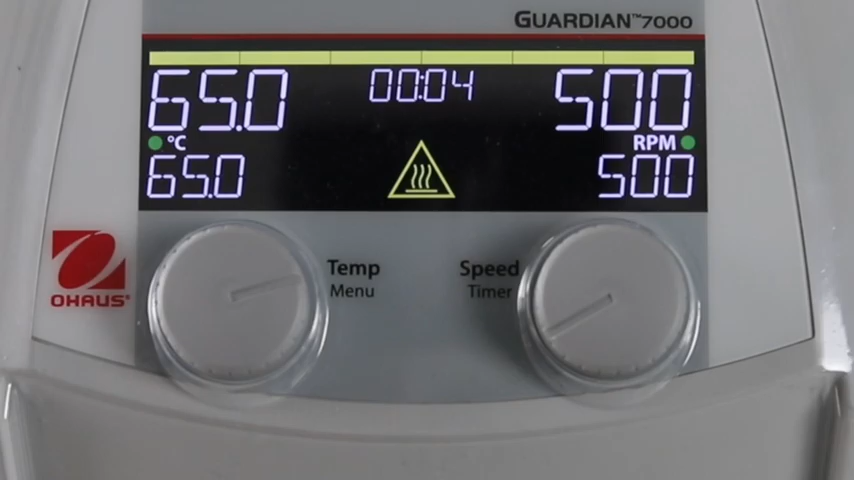 GUARDIAN™7000
65.0 00:04 500
°C RPM
65.0 500
Temp Speed
Menu Timer
OHAUS®